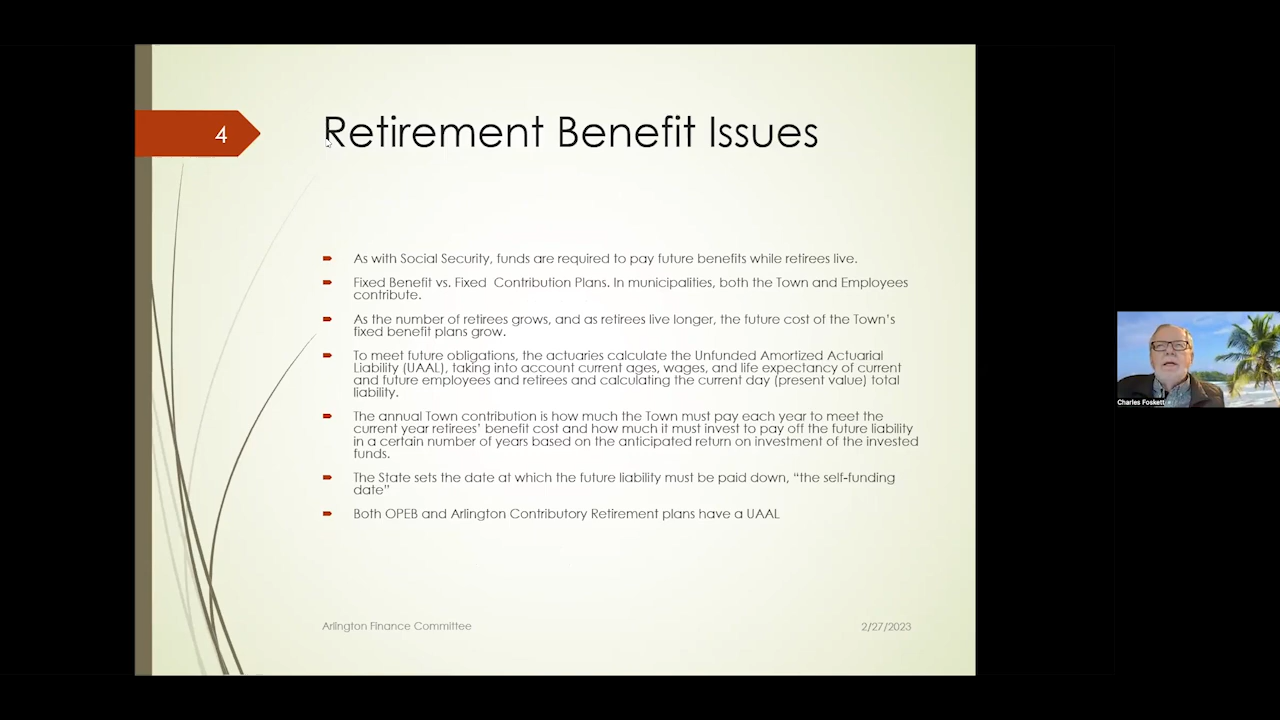 4
Retirement Benefit Issues
As with Social Security, funds are required to pay future benefits while retirees live.
Fixed Benefit vs. Fixed Contribution Plans. In municipalities, both the Town and Employees
contribute.
As the number of retirees grows, and as retirees live longer, the future cost of the Town’s
fixed benefit plans grow.
To meet future obligations, the actuaries calculate the Unfunded Amortized Actuarial
Liability (UAAL), taking into account current ages, wages, and life expectancy of current
and future employees and retirees and calculating the current day (present value) total
liability.
The annual Town contribution is how much the Town must pay each year to meet the
current year retirees’ benefit cost and how much it must invest to pay off the future liability
in a certain number of years based on the anticipated return on investment of the invested
funds.
The State sets the date at which the future liability must be paid down, “the self-funding
date”
Both OPEB and Arlington Contributory Retirement plans have a UAAL
Arlington Finance Committee
2/27/2023
Charles Foskett